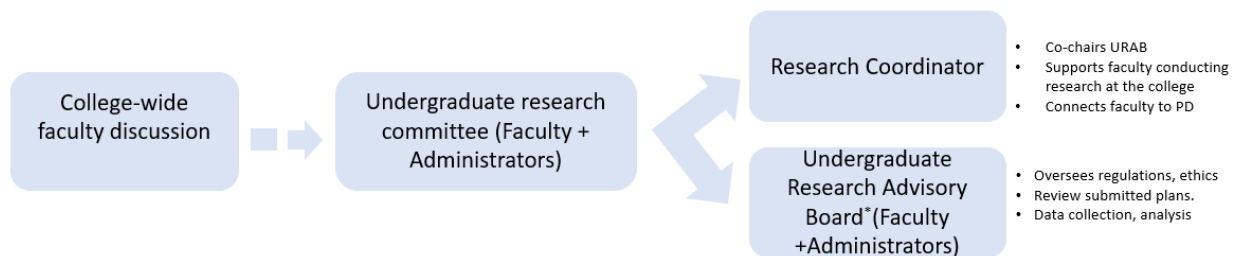 College-wide
faculty discussion
Undergraduate research
committee (Faculty +
Administrators)
Research Coordinator
• Co-chairs URAB
• Supports faculty conducting
research at the college
• Connects faculty to PD
Undergraduate
Research Advisory
Board*(Faculty
+Administrators)
• Oversees regulations, ethics
• Review submitted plans.
• Data collection, analysis